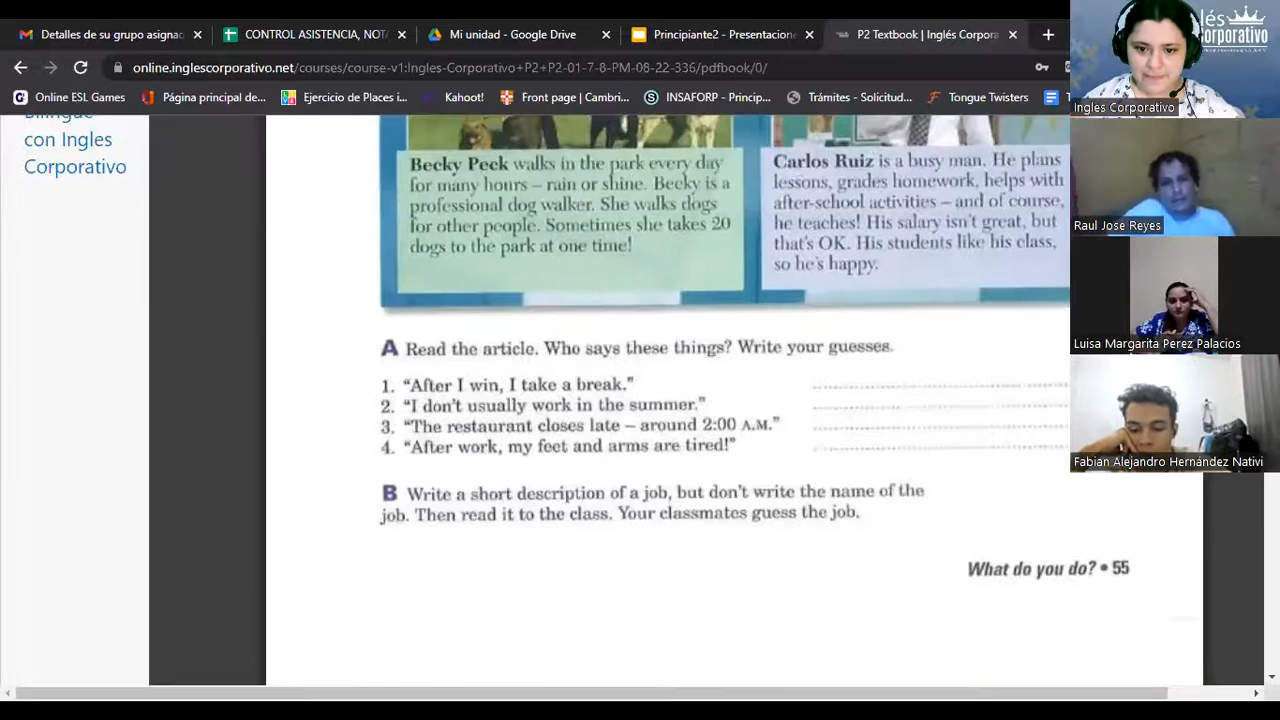 Detalles de su grupo asignac
CONTROL ASISTENCIA, NOTA
Mi unidad - Google Drive
Principiante2 - Presentacione
P2 Textbook | Inglés Corpora
online.inglescorporativo.net/courses/course-v1:Ingles-Corporativo+P2+P2-01-7-8-PM-08-22-336/pdfbook/0/
Online ESL Games
Página principal de...
Ejercicio de Places i...
Kahoot!
Front page | Cambri...
INSAFORP - Princip...
Trámites - Solicitud...
Tongue Twisters
con Ingles
Corporativo
Becky Peck walks in the park every day
for many hours – rain or shine. Becky is a
professional dog walker. She walks dogs
for other people. Sometimes she takes 20
dogs to the park at one time!
Carlos Ruiz is a busy man. He plans
lessons, grades homework, helps with
after-school activities – and of course,
he teaches! His salary isn't great, but
that's OK. His students like his class,
so he's happy.
A Read the article. Who says these things? Write your guesses.
1. "After I win, I take a break."
2. "I don't usually work in the summer."
3. "The restaurant closes late – around 2:00 A.M."
4. "After work, my feet and arms are tired!"
B Write a short description of a job, but don't write the name of the
job. Then read it to the class. Your classmates guess the job.
What do you do? • 55
lés
orporativo
Ingles Corporativo
Raul Jose Reyes
Luisa Margarita Perez Palacios
Fabian Alejandro Hernández Nativi